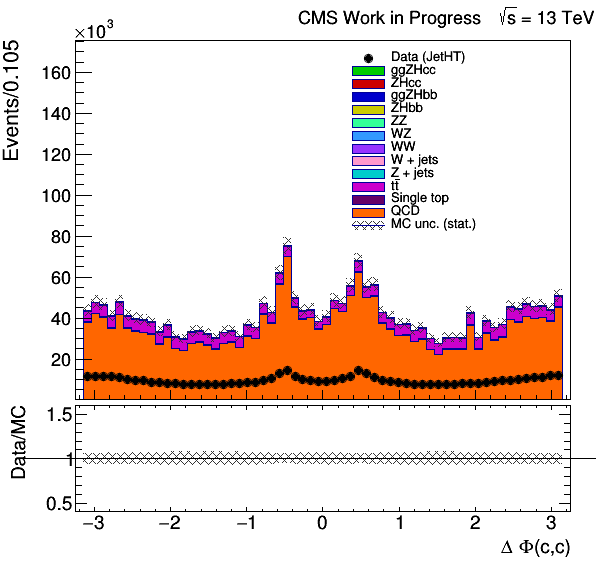 CMS Work in Progress √s = 13 TeV
×10³
Events/0.105
160
140
120
100
80
60
40
20
Data (JetHT)
ggZHcc
ZHcc
ggZHbb
ZHbb
ZZ
WZ
WW
W + jets
Z + jets
tt̄
Single top
QCD
MC unc. (stat.)
Data/MC
1.5
1
0.5
−3 −2 −1 0 1 2 3
Δ Φ(c,c)